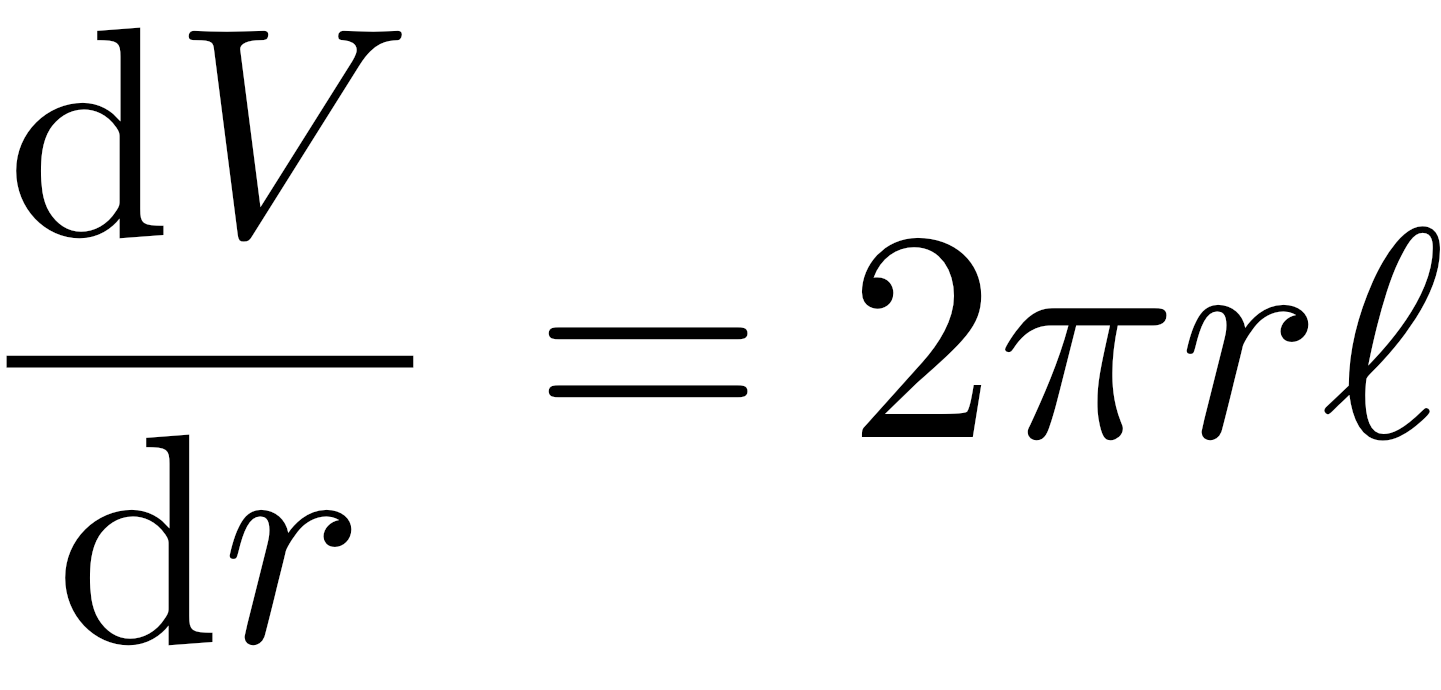 dV/dr = 2πrℓ